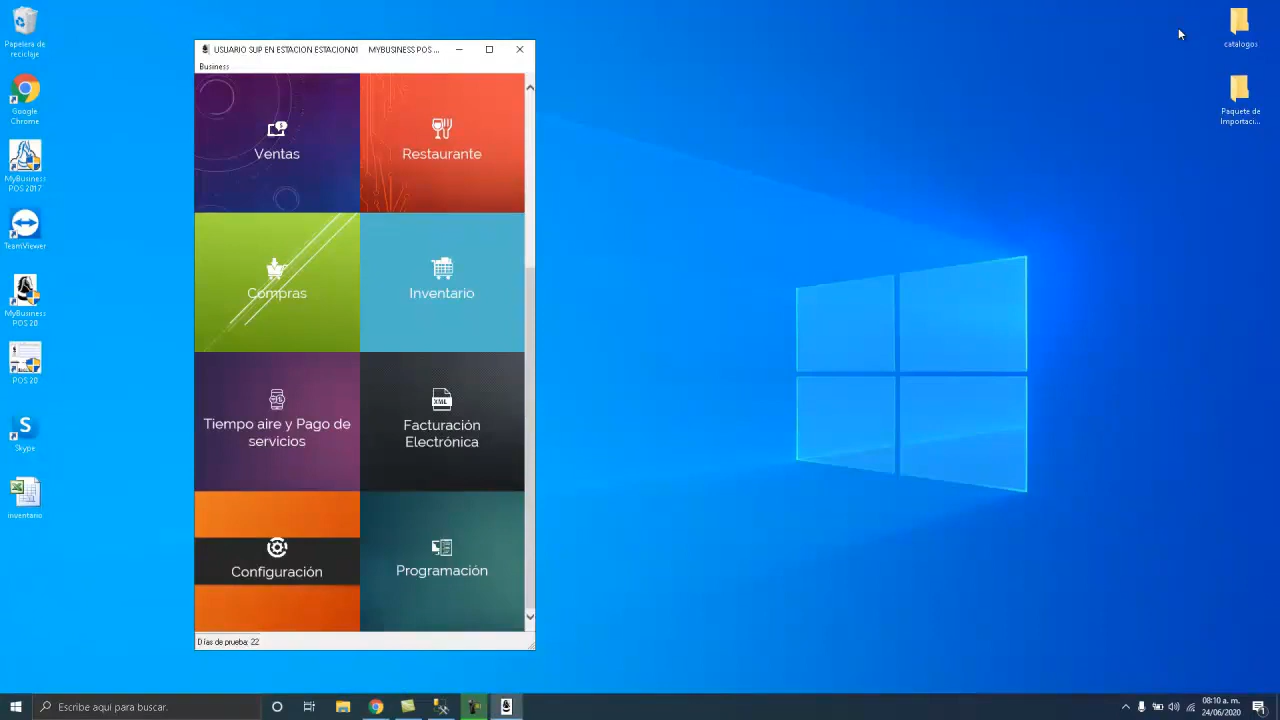 Papelera de
reciclaje
Google
Chrome
MyBusiness
POS 2017
TeamViewer
MyBusiness
POS 20
POS 20
Skype
inventario
USUARIO SUP EN ESTACION ESTACION01 MYBUSINESS POS ...
Business
Ventas
Restaurante
Compras
Inventario
Tiempo aire y Pago de
servicios
XML
Facturación
Electrónica
Configuración
Programación
Días de prueba: 22
catalogos
Paquete de
Importaci...
Escribe aquí para buscar.
08:10 a. m.
24/06/2020
1